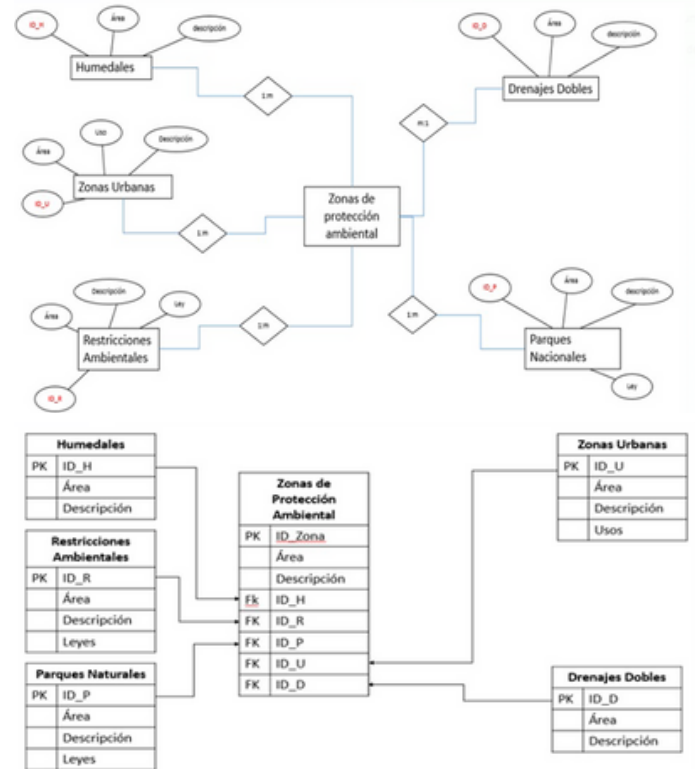 ID_H
Área
descripción
Humedales
1:m
ID_D
Área
descripción
Drenajes Dobles
m:1
Área
Uso
Descripción
ID_U
Zonas Urbanas
1:m
Zonas de
protección
ambiental
Área
Descripción
Ley
ID_R
Restricciones
Ambientales
1:m
ID_P
Área
descripción
Ley
Parques
Nacionales
1:m
Humedales
PK ID_H
Área
Descripción
Restricciones
Ambientales
PK ID_R
Área
Descripción
Leyes
Parques Naturales
PK ID_P
Área
Descripción
Leyes
Zonas de
Protección
Ambiental
PK ID_Zona
Área
Descripción
Fk ID_H
FK ID_R
FK ID_P
FK ID_U
FK ID_D
Zonas Urbanas
PK ID_U
Área
Descripción
Usos
Drenajes Dobles
PK ID_D
Área
Descripción